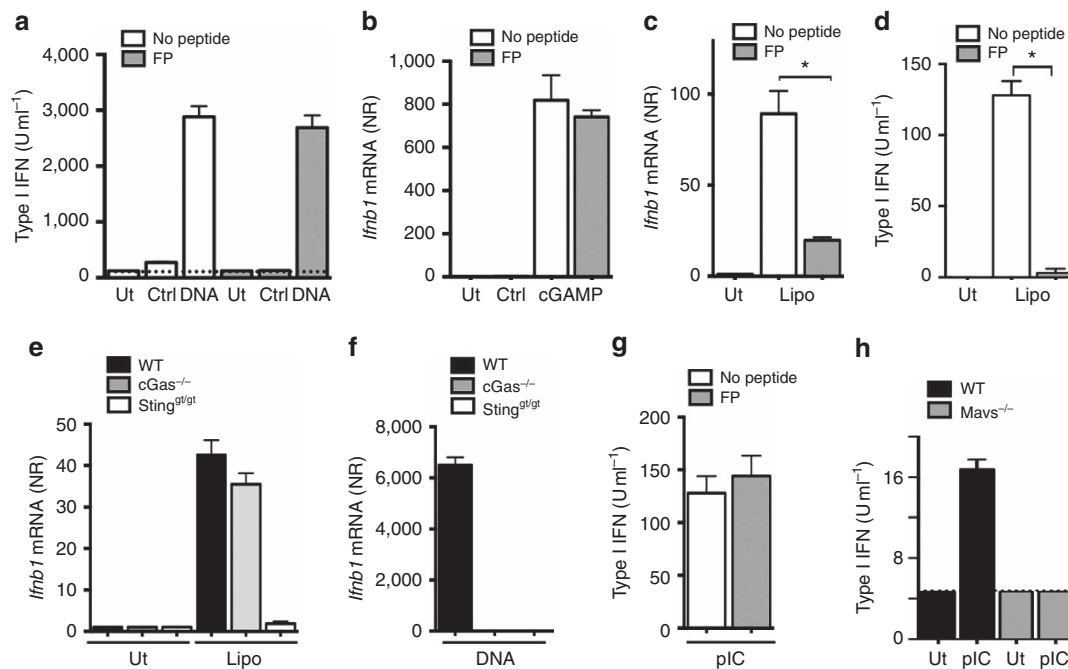 a
No peptide
FP
Type I IFN (U ml⁻¹)
4,000
3,000
2,000
1,000
0
Ut Ctrl DNA Ut Ctrl DNA
b
No peptide
FP
Ifnb1 mRNA (NR)
1,000
800
600
400
200
0
Ut Ctrl cGAMP
c
No peptide
FP
Ifnb1 mRNA (NR)
100
50
0
*
Ut Lipo
d
No peptide
FP
Type I IFN (U ml⁻¹)
150
100
50
0
*
Ut Lipo
e
WT
cGas⁻/⁻
Sting^gt/gt
Ifnb1 mRNA (NR)
50
40
30
20
10
0
Ut Lipo
f
WT
cGas⁻/⁻
Sting^gt/gt
Ifnb1 mRNA (NR)
8,000
6,000
4,000
2,000
0
DNA
g
No peptide
FP
Type I IFN (U ml⁻¹)
200
150
100
50
0
pIC
h
WT
Mavs⁻/⁻
Type I IFN (U ml⁻¹)
16
8
0
Ut pIC Ut pIC